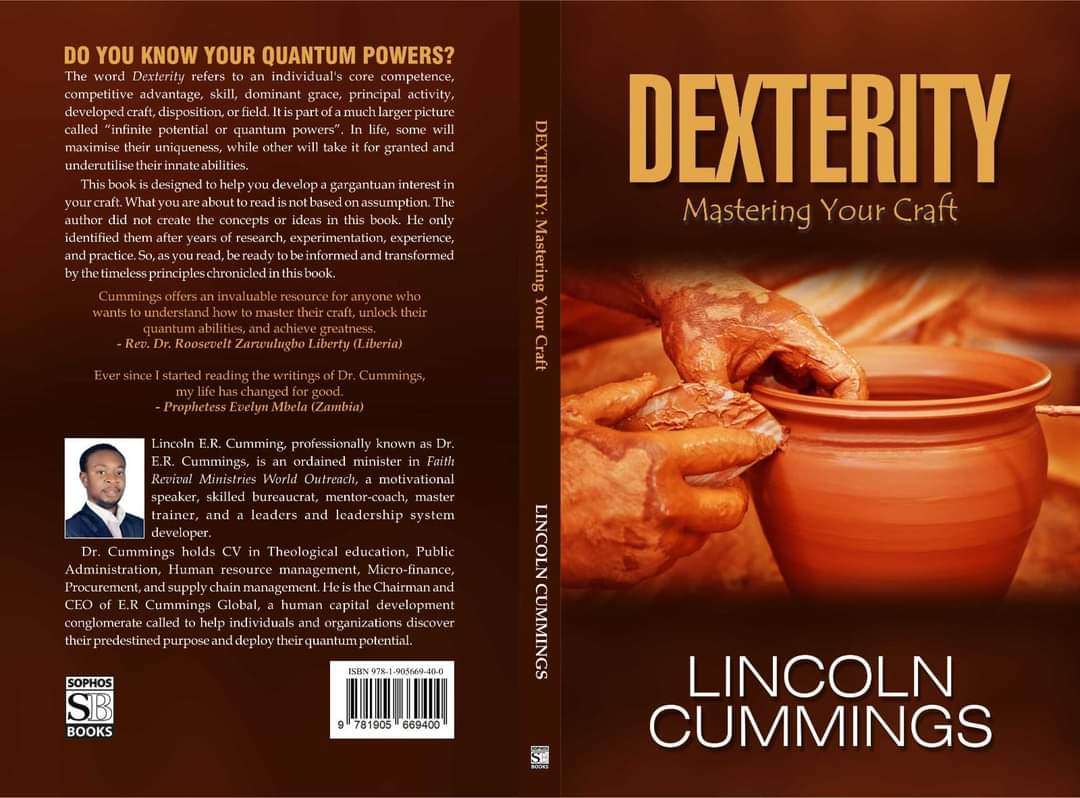 DO YOU KNOW YOUR QUANTUM POWERS?
The word Dexterity refers to an individual's core competence,
competitive advantage, skill, dominant grace, principal activity,
developed craft, disposition, or field. It is part of a much larger picture
called "infinite potential or quantum powers". In life, some will
maximise their uniqueness, while other will take it for granted and
underutilise their innate abilities.
This book is designed to help you develop a gargantuan interest in
your craft. What you are about to read is not based on assumption. The
author did not create the concepts or ideas in this book. He only
identified them after years of research, experimentation, experience,
and practice. So, as you read, be ready to be informed and transformed
by the timeless principles chronicled in this book.
Cummings offers an invaluable resource for anyone who
wants to understand how to master their craft, unlock their
quantum abilities, and achieve greatness.
- Rev. Dr. Roosevelt Zarwulugbo Liberty (Liberia)
Ever since I started reading the writings of Dr. Cummings,
my life has changed for good.
- Prophetess Evelyn Mbela (Zambia)
Lincoln E.R. Cumming, professionally known as Dr.
E.R. Cummings, is an ordained minister in Faith
Revival Ministries World Outreach, a motivational
speaker, skilled bureaucrat, mentor-coach, master
trainer, and a leaders and leadership system
developer.
Dr. Cummings holds CV in Theological education, Public
Administration, Human resource management, Micro-finance,
Procurement, and supply chain management. He is the Chairman and
CEO of E.R Cummings Global, a human capital development
conglomerate called to help individuals and organizations discover
their predestined purpose and deploy their quantum potential.
SOPHOS
SB
BOOKS
ISBN 978-1-905669-40-0
9 781905 669400
DEXTERITY: Mastering Your Craft
LINCOLN CUMMINGS
SOPHOS
SB
BOOKS
DEXTERITY
Mastering Your Craft
LINCOLN
CUMMINGS